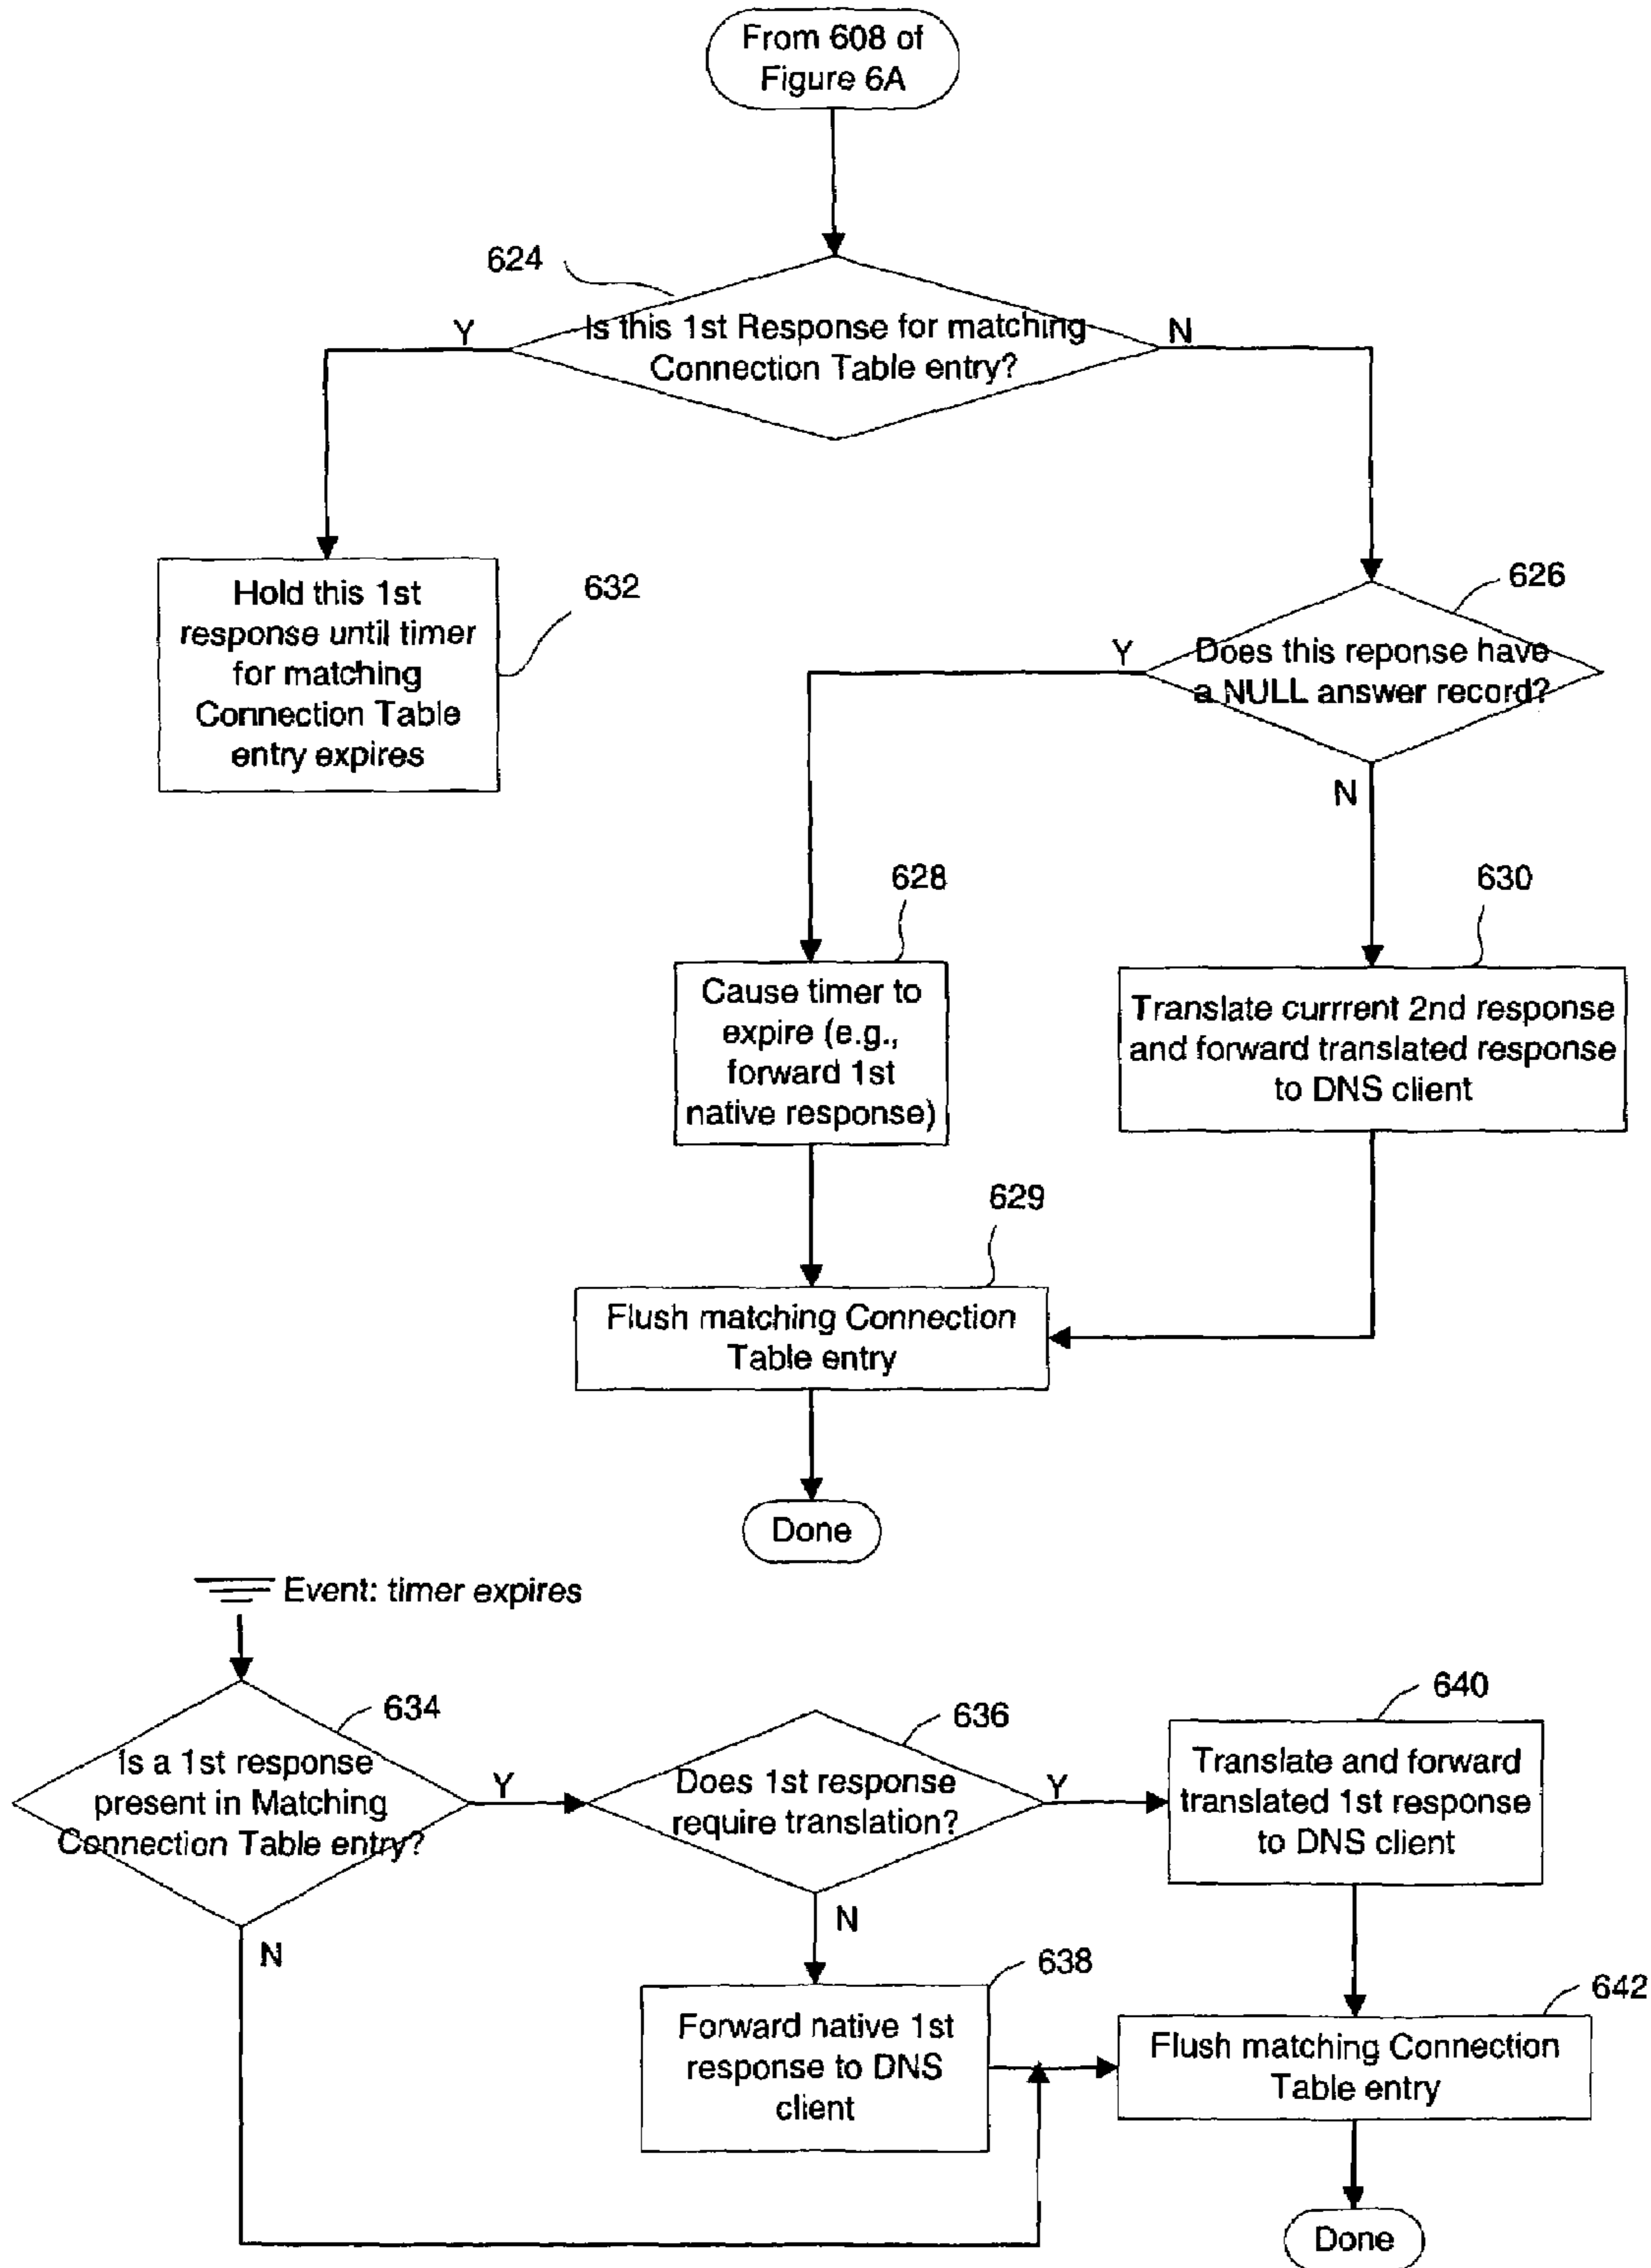 From 608 of
Figure 6A
624
Y
Is this 1st Response for matching
Connection Table entry?
N
Hold this 1st
response until timer
for matching
Connection Table
entry expires
632
626
Y
Does this reponse have
a NULL answer record?
N
628
Cause timer to
expire (e.g.,
forward 1st
native response)
630
Translate currrent 2nd response
and forward translated response
to DNS client
629
Flush matching Connection
Table entry
Done
Event: timer expires
634
Is a 1st response
present in Matching
Connection Table entry?
Y
N
636
Does 1st response
require translation?
Y
N
640
Translate and forward
translated 1st response
to DNS client
638
Forward native 1st
response to DNS
client
642
Flush matching Connection
Table entry
Done